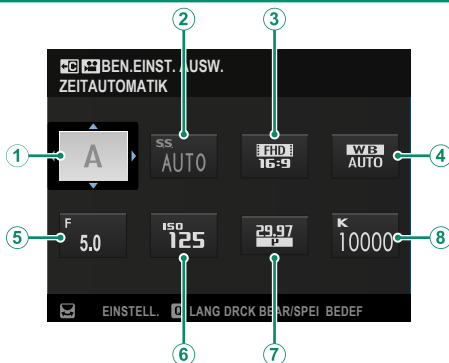 C BEN.EINST. AUSW.
ZEITAUTOMATIK
1 2 3 4
A
S.S. AUTO
FHD 16:9
WB AUTO
5 6 7 8
F 5.0
ISO 125
29.97 P
K 10000
EINSTELL. Q LANG DRCK BEAR/SPEI BEDEF